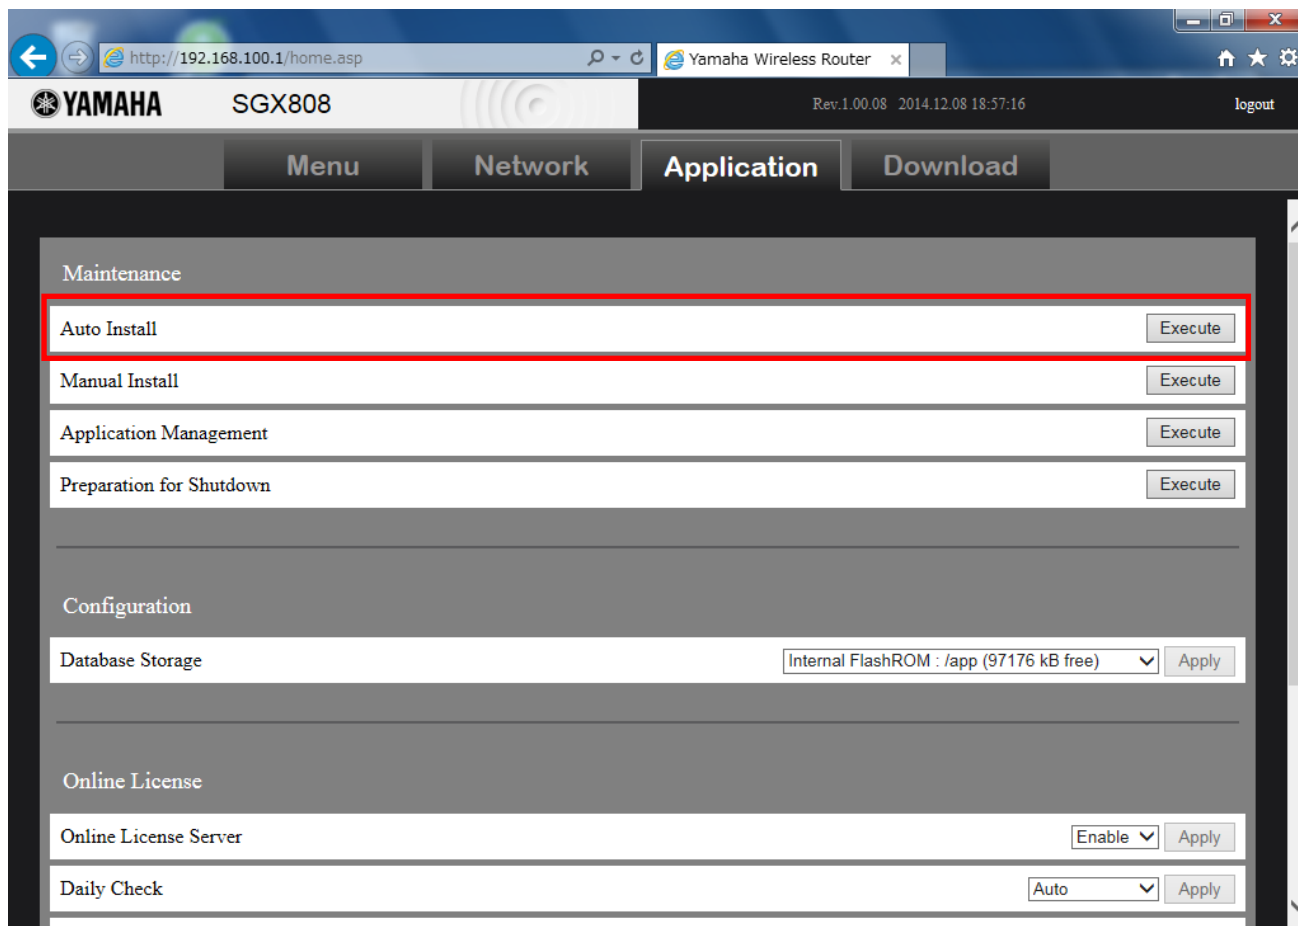 http://192.168.100.1/home.asp
Yamaha Wireless Router
YAMAHA SGX808 Rev.1.00.08 2014.12.08 18:57:16 logout
Menu Network Application Download
Maintenance
Auto Install Execute
Manual Install Execute
Application Management Execute
Preparation for Shutdown Execute
Configuration
Database Storage Internal FlashROM : /app (97176 kB free) Apply
Online License
Online License Server Enable Apply
Daily Check Auto Apply